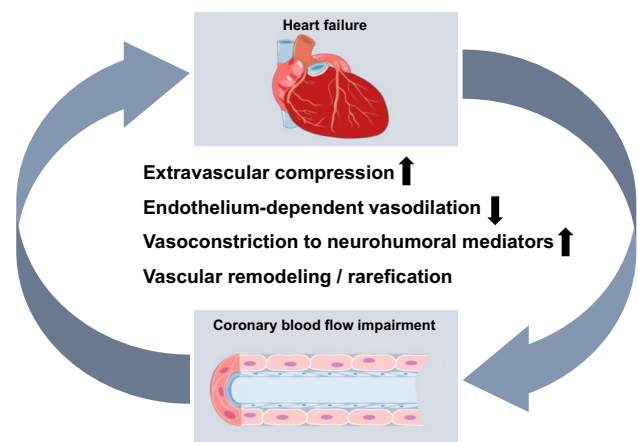 Heart failure
Extravascular compression
Endothelium-dependent vasodilation
Vasoconstriction to neurohumoral mediators
Vascular remodeling / rarefication
Coronary blood flow impairment